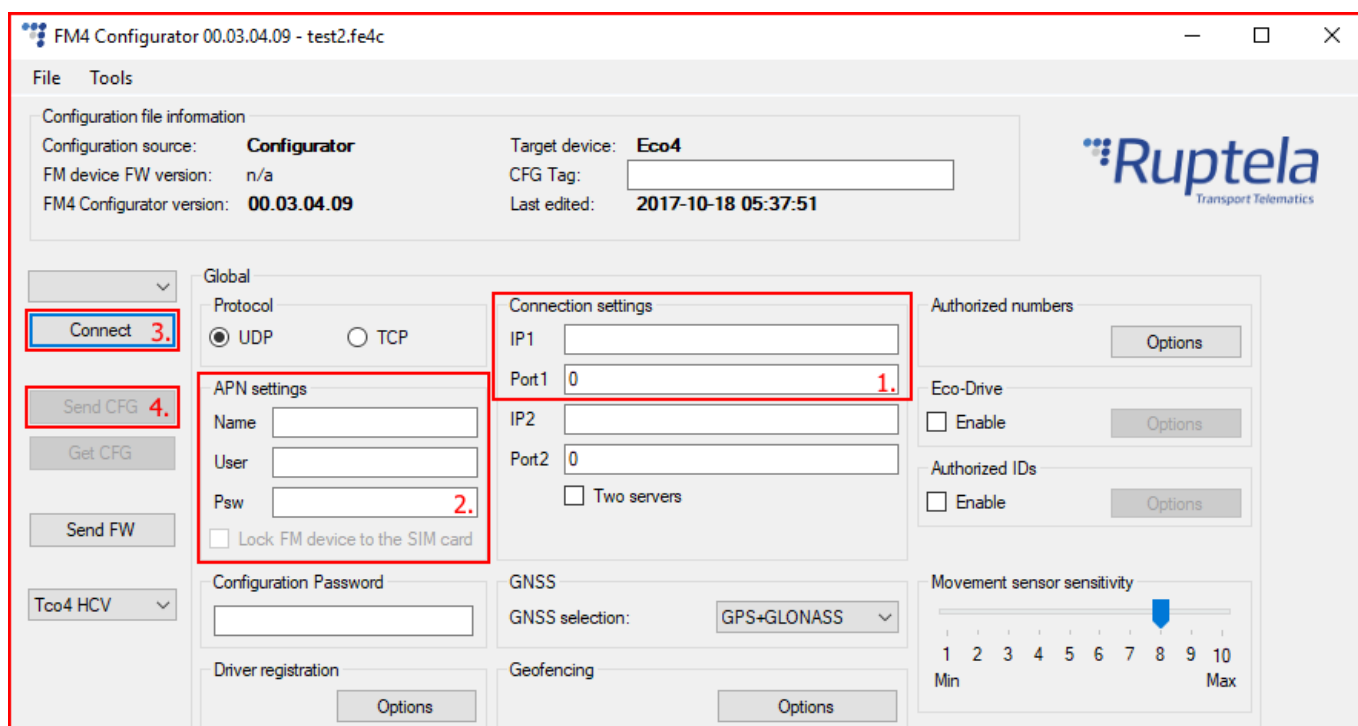 FM4 Configurator 00.03.04.09 - test2.fe4c
File Tools
Configuration file information
Configuration source: Configurator
FM device FW version: n/a
FM4 Configurator version: 00.03.04.09
Target device: Eco4
CFG Tag:
Last edited: 2017-10-18 05:37:51
Ruptela
Transport Telematics
Connect 3.
Send CFG 4.
Get CFG
Send FW
Tco4 HCV
Global
Protocol
UDP TCP
APN settings
Name
User
Psw 2.
Lock FM device to the SIM card
Configuration Password
Driver registration
Options
Connection settings
IP1
Port1 0 1.
IP2
Port2 0
Two servers
GNSS
GNSS selection: GPS+GLONASS
Geofencing
Options
Authorized numbers
Options
Eco-Drive
Enable Options
Authorized IDs
Enable Options
Movement sensor sensitivity
1 2 3 4 5 6 7 8 9 10
Min Max